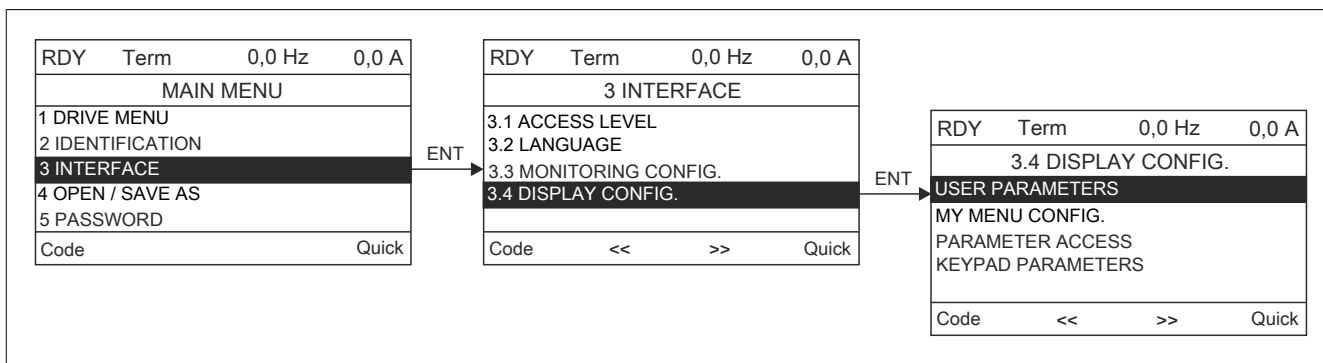 RDY Term 0,0 Hz 0,0 A
MAIN MENU
1 DRIVE MENU
2 IDENTIFICATION
3 INTERFACE
4 OPEN / SAVE AS
5 PASSWORD
Code Quick
ENT
RDY Term 0,0 Hz 0,0 A
3 INTERFACE
3.1 ACCESS LEVEL
3.2 LANGUAGE
3.3 MONITORING CONFIG.
3.4 DISPLAY CONFIG.
Code << >> Quick
ENT
RDY Term 0,0 Hz 0,0 A
3.4 DISPLAY CONFIG.
USER PARAMETERS
MY MENU CONFIG.
PARAMETER ACCESS
KEYPAD PARAMETERS
Code << >> Quick